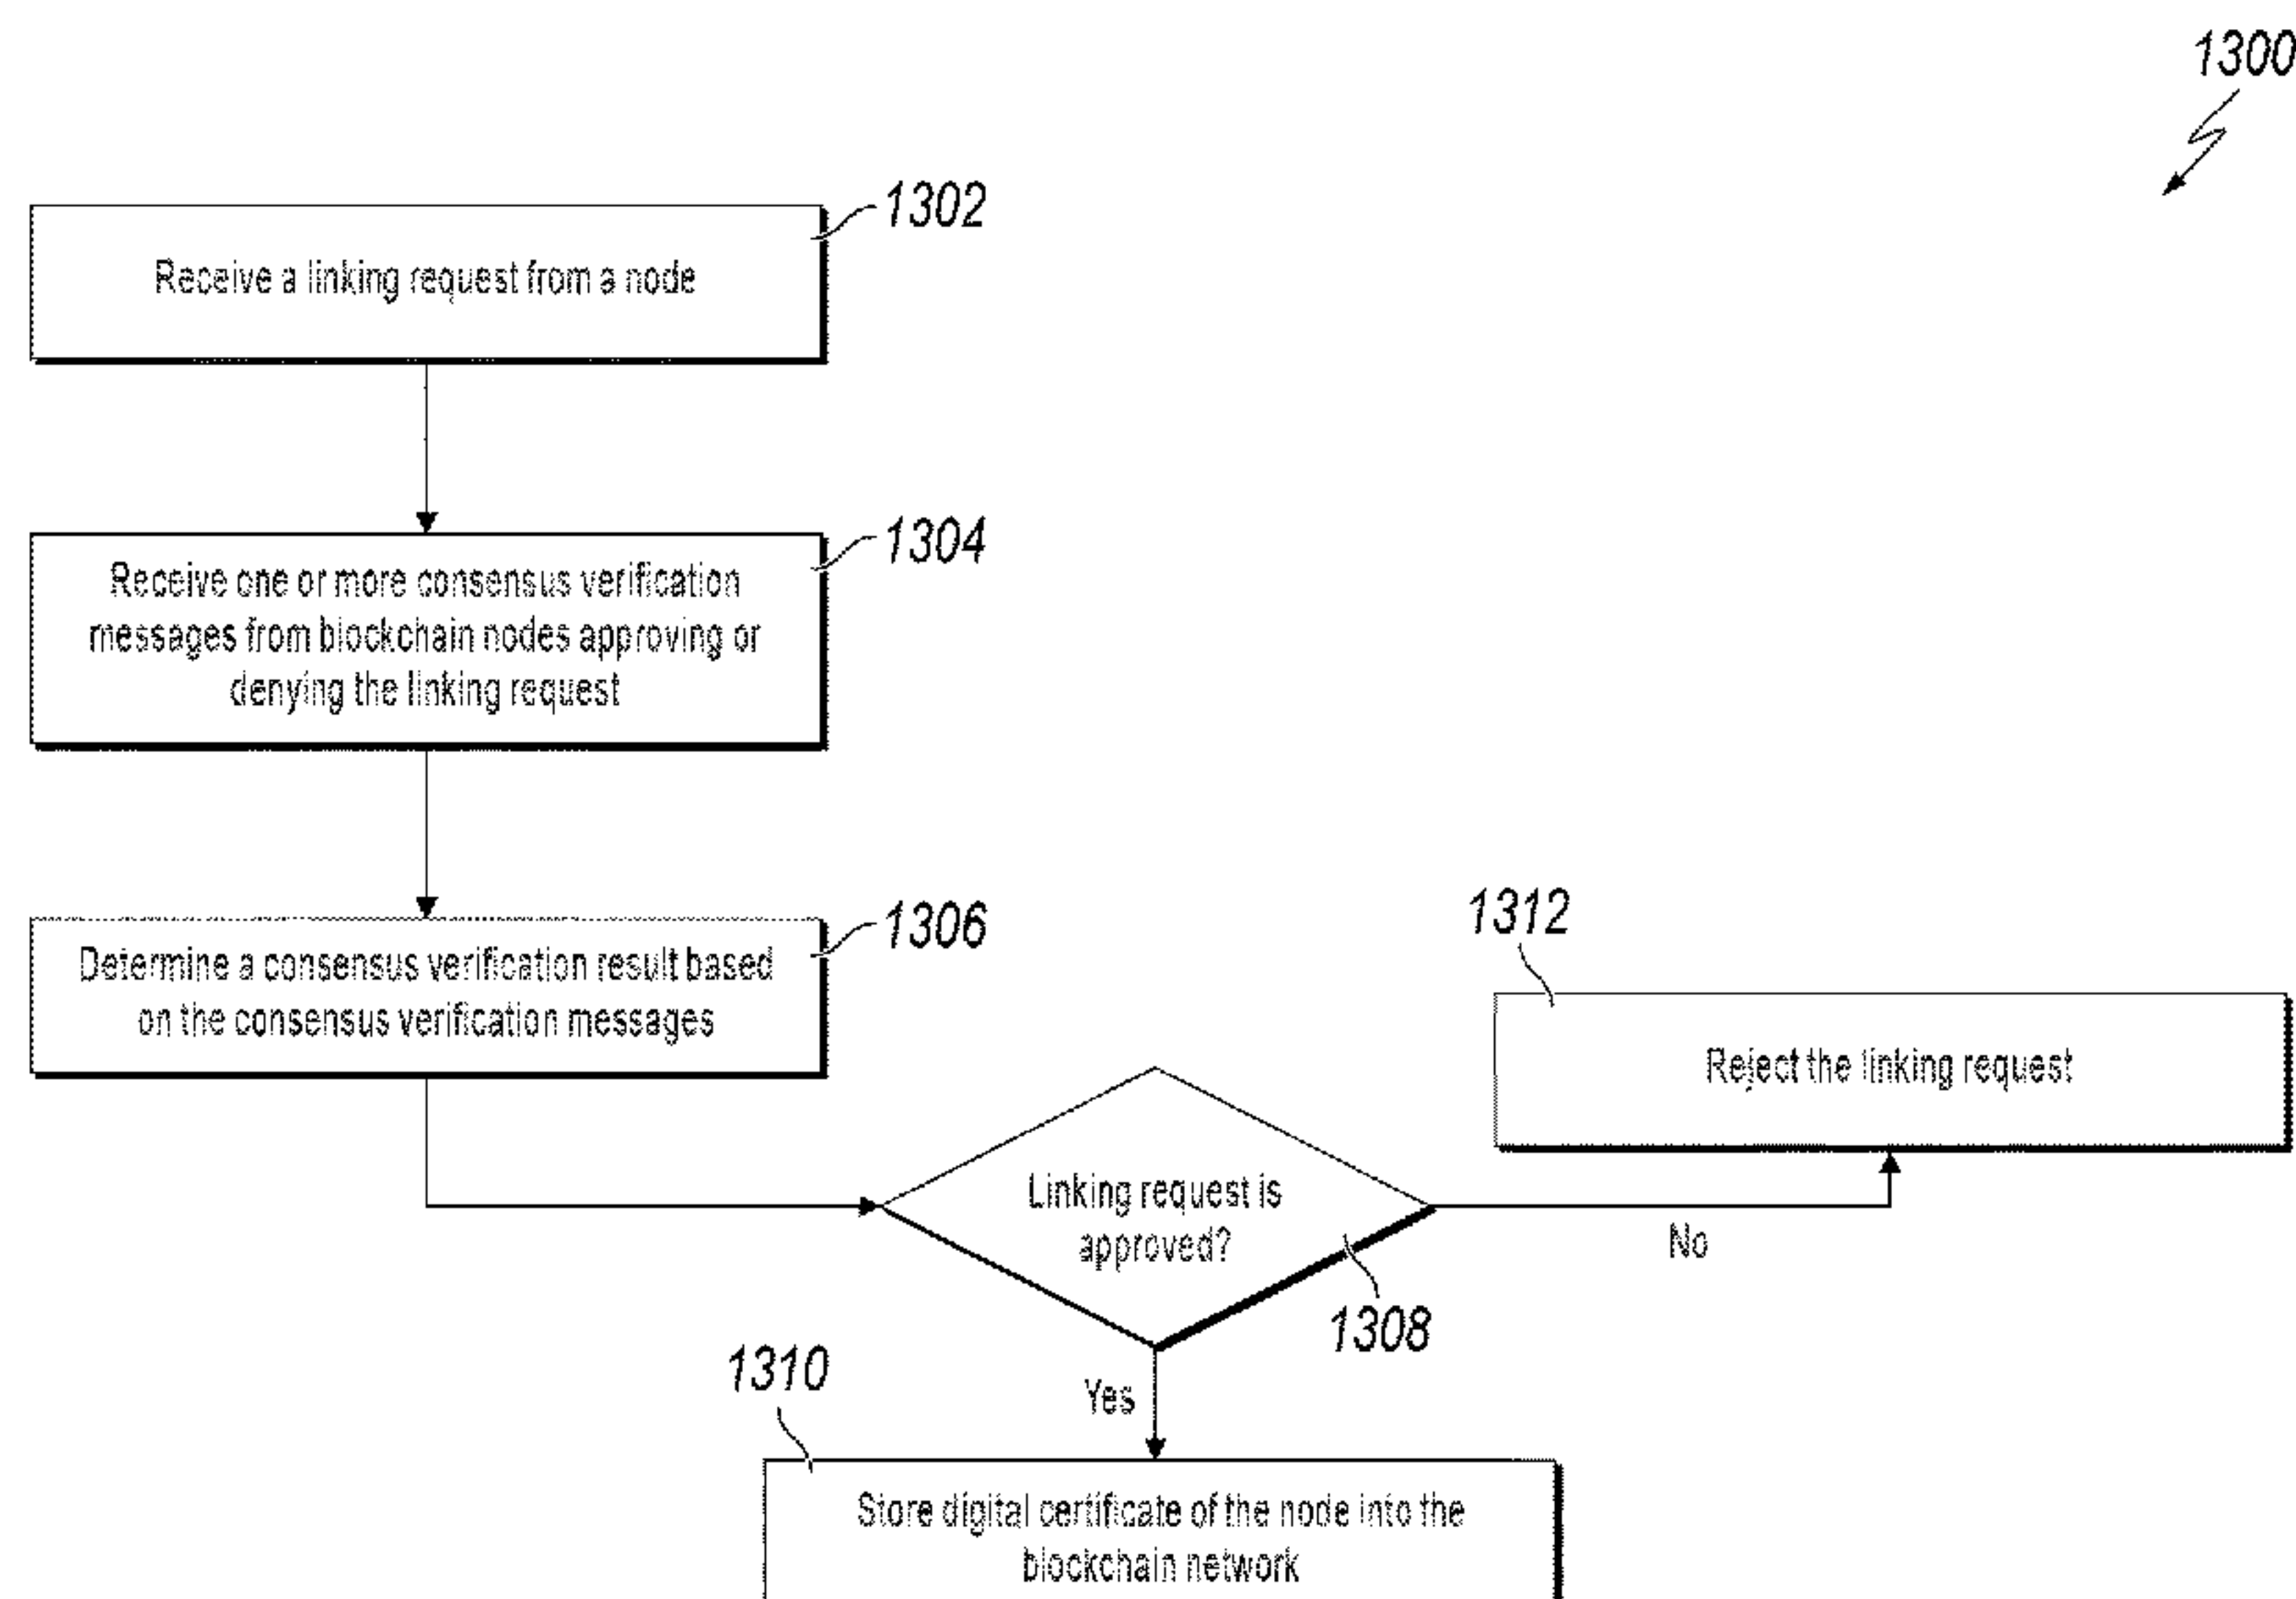 1300
1302
Receive a linking request from a node
1304
Receive one or more consensus verification
messages from blockchain nodes approving or
denying the linking request
1306
Determine a consensus verification result based
on the consensus verification messages
1312
Reject the linking request
Linking request is
approved?
No
1308
1310
Yes
Store digital certificate of the node into the
blockchain network